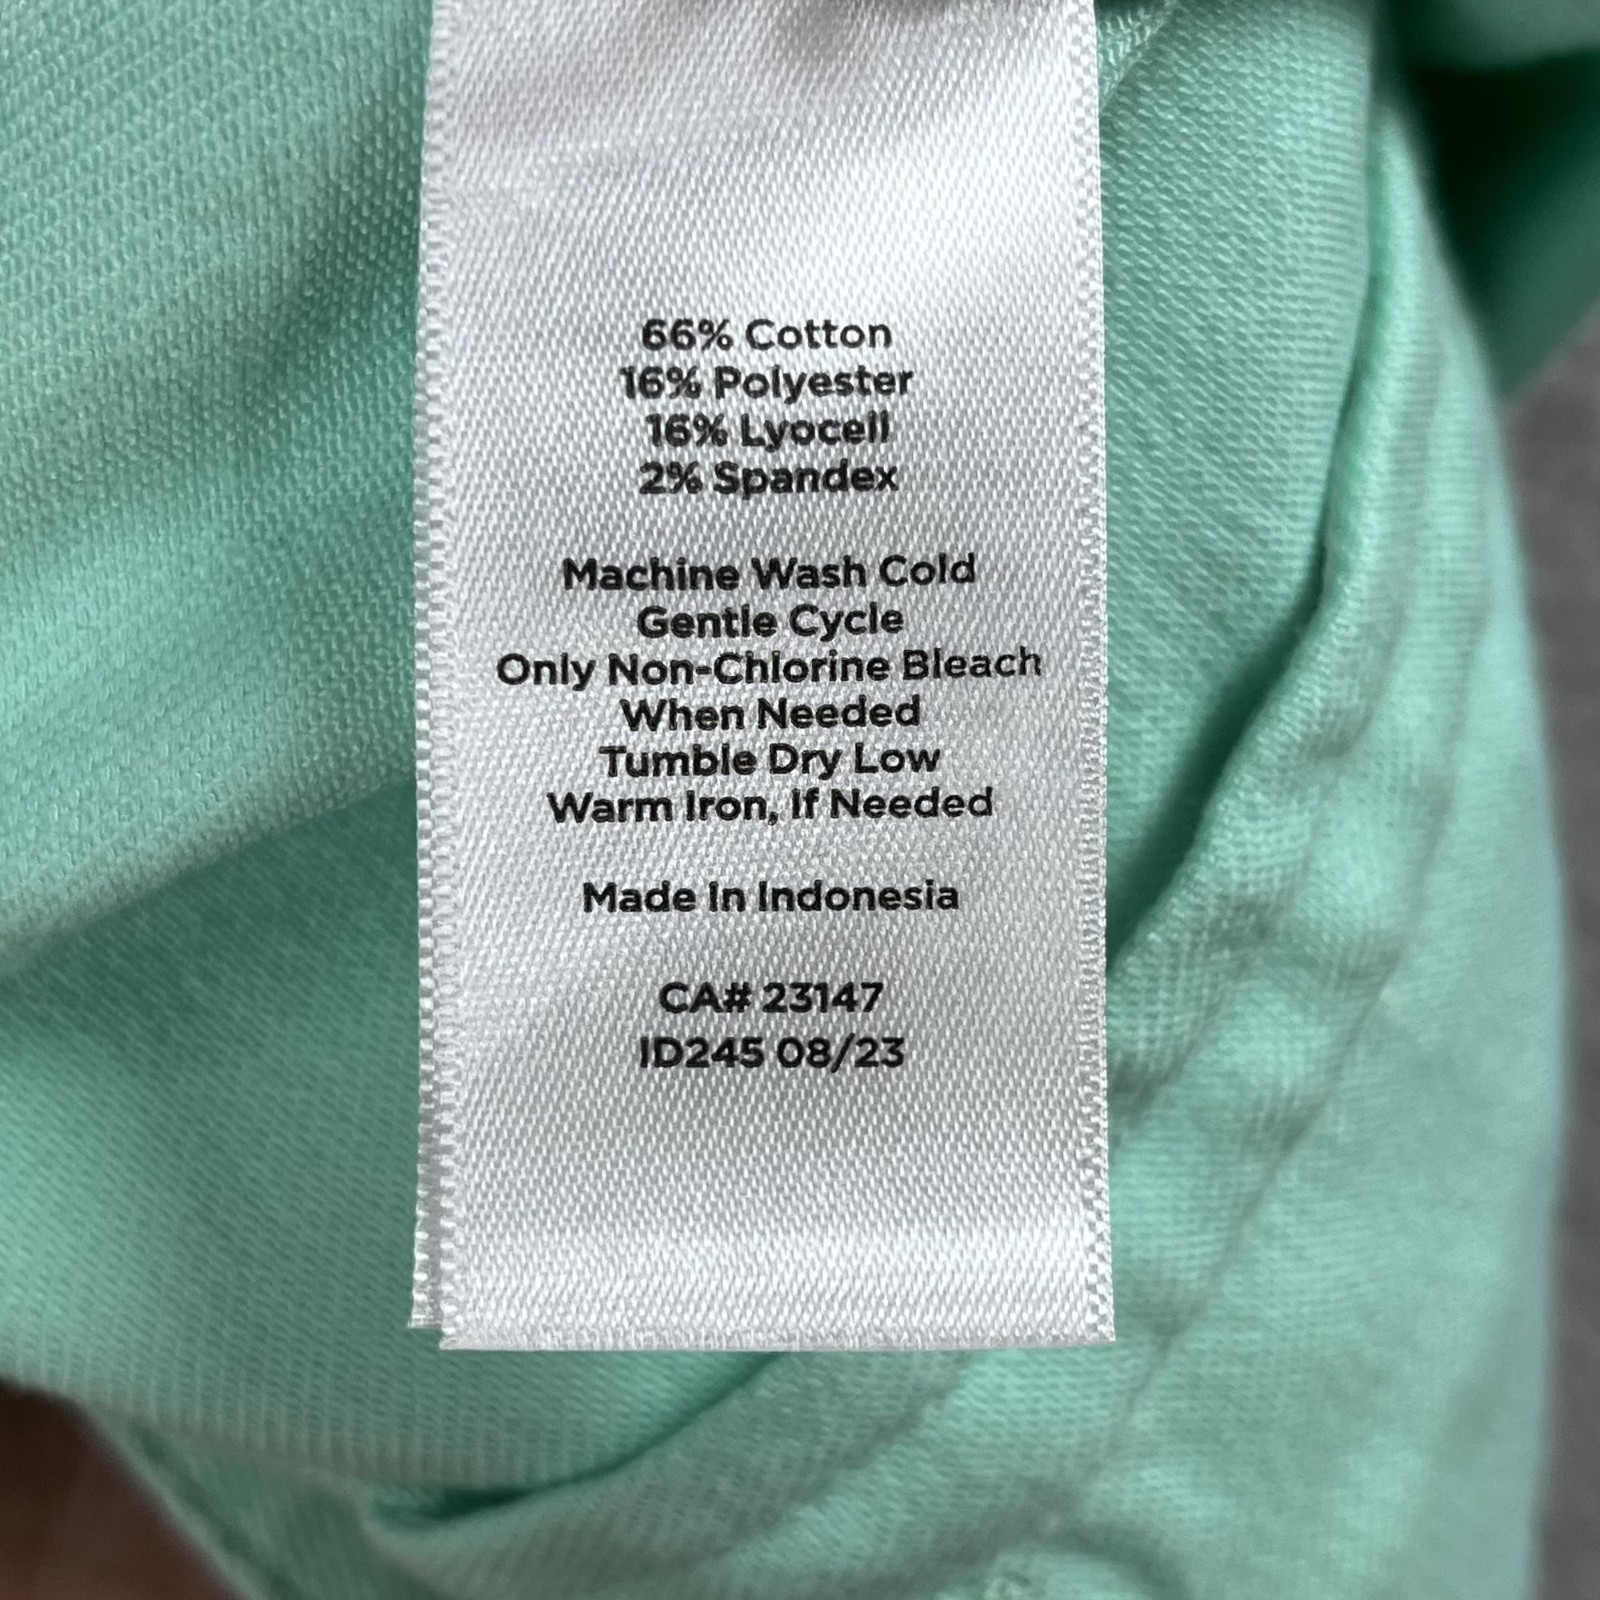 66% Cotton
16% Polyester
16% Lyocell
2% Spandex
Machine Wash Cold
Gentle Cycle
Only Non-Chlorine Bleach
When Needed
Tumble Dry Low
Warm Iron, If Needed
Made In Indonesia
CA# 23147
ID245 08/23